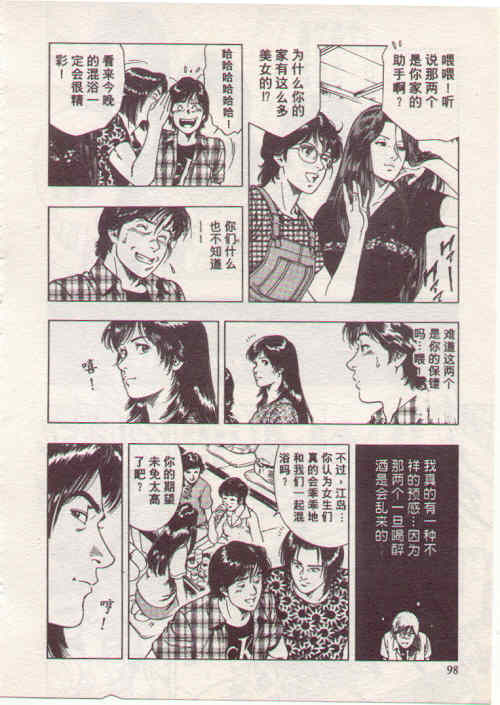 喂喂！听
说那两个
是你家的
助手啊？
为什么你的
家有这么多
美女的!?
哈哈哈哈哈哈！
看来今晚
的混浴一
定会很精
彩！
你们什么
也不知道
……
难道这两个
是你的保镖
吗…喂！
嘻！
我真的有一种不
祥的预感…因为
那两个一旦喝醉
酒是会乱来的…
不过，江岛…
你认为女生们
真的会乖乖地
和我们一起混
浴吗？
你的期望
未免太高
了吧？
哼！
98